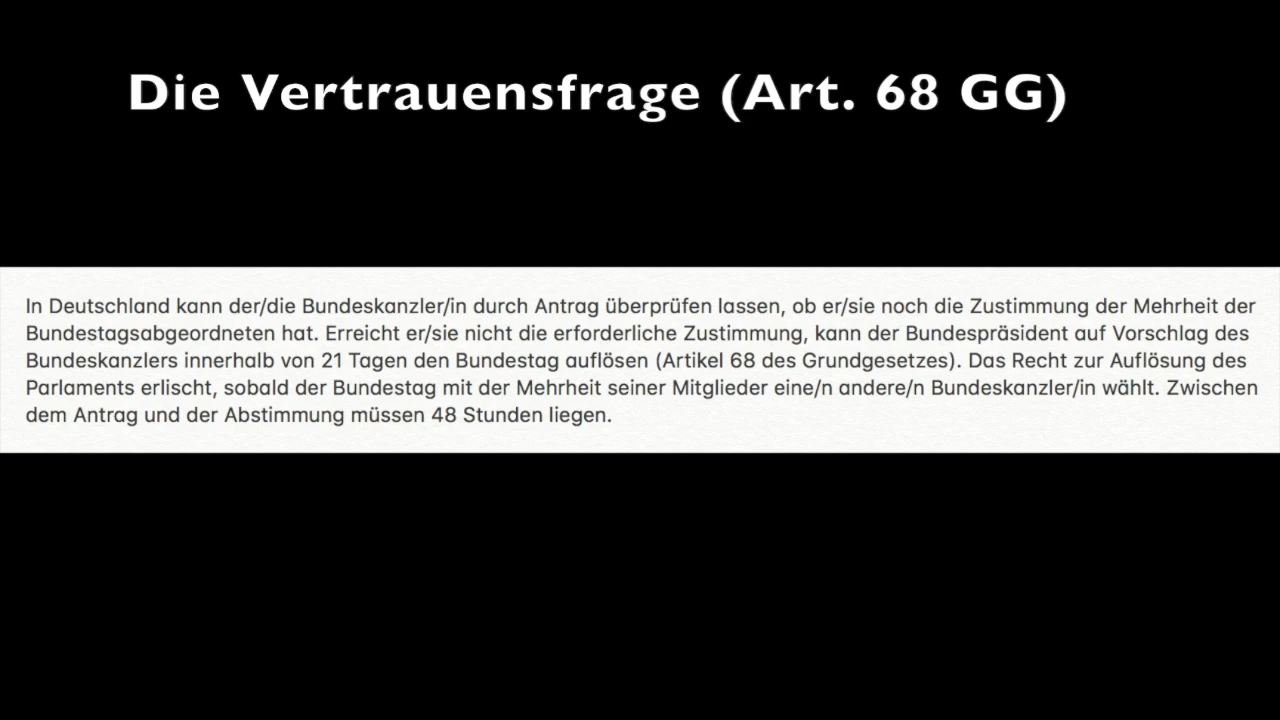 Die Vertrauensfrage (Art. 68 GG)
In Deutschland kann der/die Bundeskanzler/in durch Antrag überprüfen lassen, ob er/sie noch die Zustimmung der Mehrheit der
Bundestagsabgeordneten hat. Erreicht er/sie nicht die erforderliche Zustimmung, kann der Bundespräsident auf Vorschlag des
Bundeskanzlers innerhalb von 21 Tagen den Bundestag auflösen (Artikel 68 des Grundgesetzes). Das Recht zur Auflösung des
Parlaments erlischt, sobald der Bundestag mit der Mehrheit seiner Mitglieder eine/n andere/n Bundeskanzler/in wählt. Zwischen
dem Antrag und der Abstimmung müssen 48 Stunden liegen.